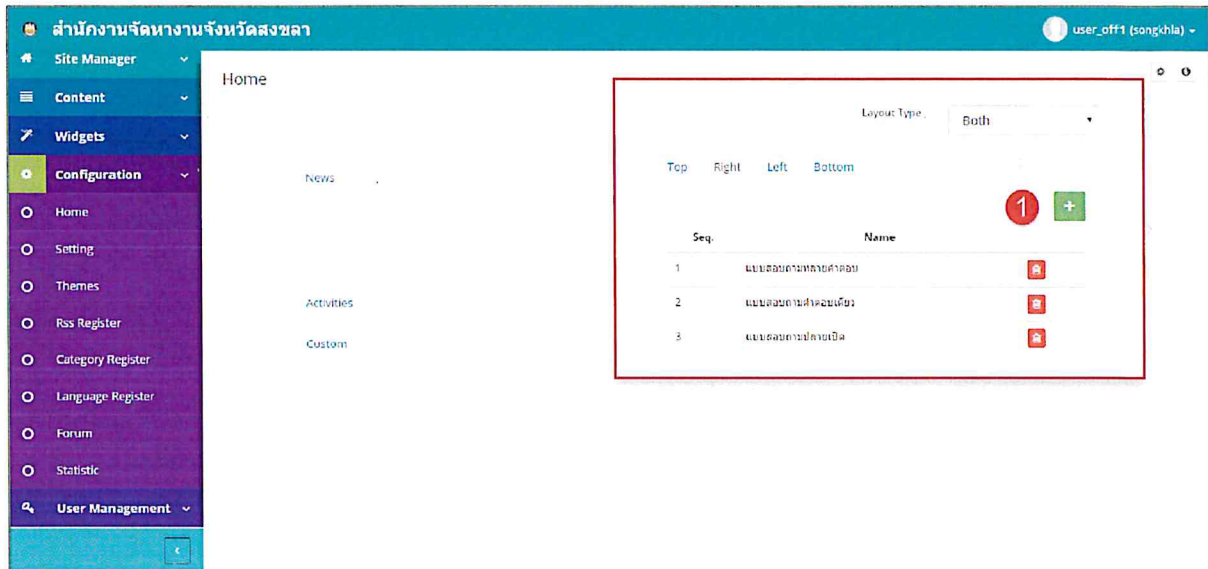 สำนักงานจัดหางานจังหวัดสงขลา
user_off1 (songkhla)
Site Manager
Content
Widgets
Configuration
Home
Setting
Themes
Rss Register
Category Register
Language Register
Forum
Statistic
User Management
Home
News
Activities
Custom
Layout Type
Both
Top Right Left Bottom
1 +
Seq. Name
1 แบบสอบถามหลายคำตอบ
2 แบบสอบถามคำตอบเดียว
3 แบบสอบถามปลายเปิด